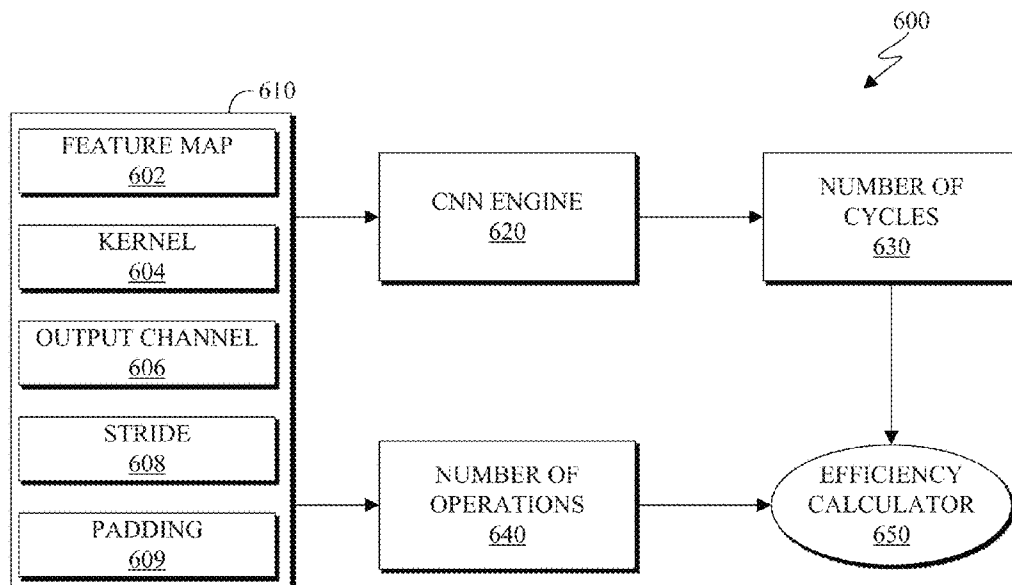 600
610
FEATURE MAP
602
KERNEL
604
OUTPUT CHANNEL
606
STRIDE
608
PADDING
609
CNN ENGINE
620
NUMBER OF
CYCLES
630
NUMBER OF
OPERATIONS
640
EFFICIENCY
CALCULATOR
650